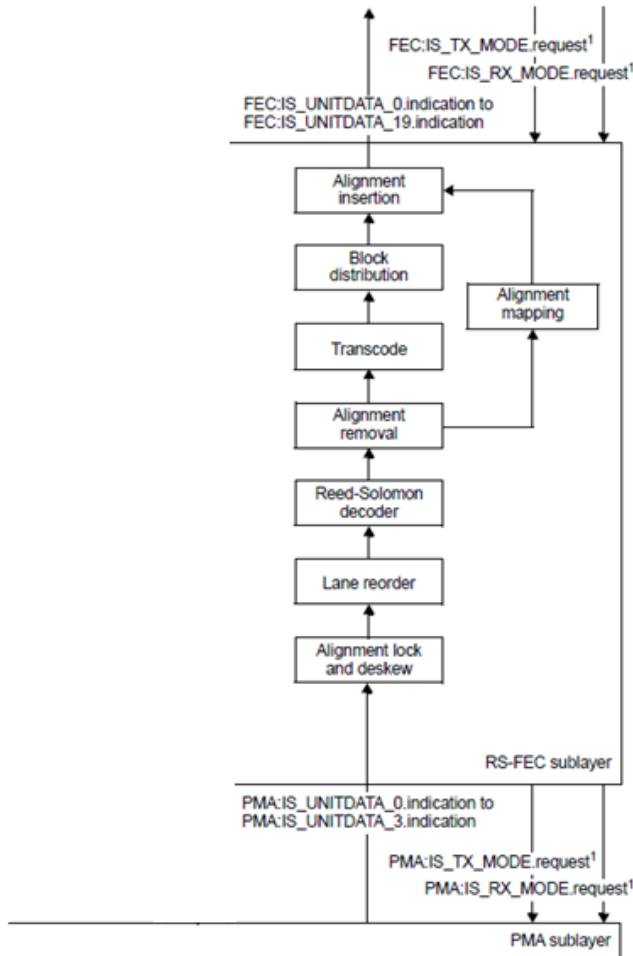 FEC:IS_TX_MODE.request1
FEC:IS_RX_MODE.request1
FEC:IS_UNITDATA_0.indication to
FEC:IS_UNITDATA_19.indication
Alignment
insertion
Block
distribution
Alignment
mapping
Transcode
Alignment
removal
Reed-Solomon
decoder
Lane reorder
Alignment lock
and deskew
RS-FEC sublayer
PMA:IS_UNITDATA_0.indication to
PMA:IS_UNITDATA_3.indication
PMA:IS_TX_MODE.request1
PMA:IS_RX_MODE.request1
PMA sublayer